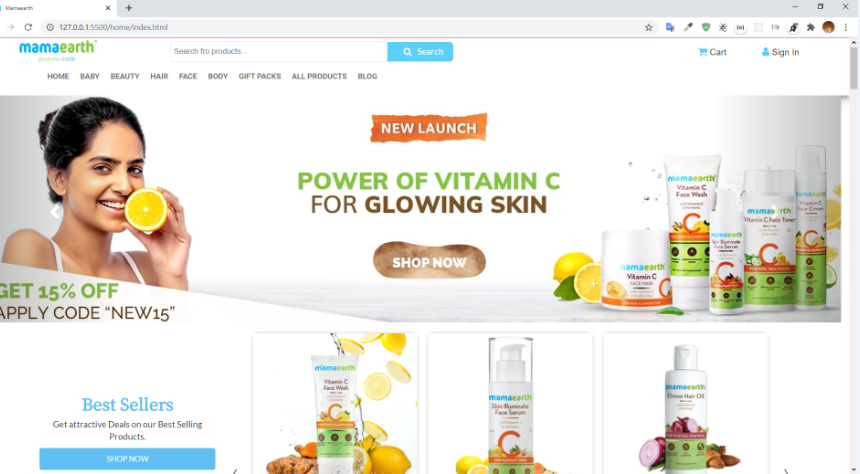 Mamaearth
127.0.0.1:5500/home/index.html
mamaearth
goodness inside
Search fro products...
Search
Cart
Sign In
HOME BABY BEAUTY HAIR FACE BODY GIFT PACKS ALL PRODUCTS BLOG
NEW LAUNCH
POWER OF VITAMIN C
FOR GLOWING SKIN
SHOP NOW
GET 15% OFF
APPLY CODE “NEW15”
mamaearth
Vitamin C
Face Wash
C
mamaearth
Vitamin C
FACE MASK
C
mamaearth
Skin Illuminate
Face Serum
C
mamaearth
Vitamin C Face Toner
C
mamaearth
Vitamin C
Face Cream
C
Best Sellers
Get attractive Deals on our Best Selling
Products.
SHOP NOW
mamaearth
Vitamin C
Face Wash
C
mamaearth
Skin Illuminate
Face Serum
C
mamaearth
Onion Hair Oil